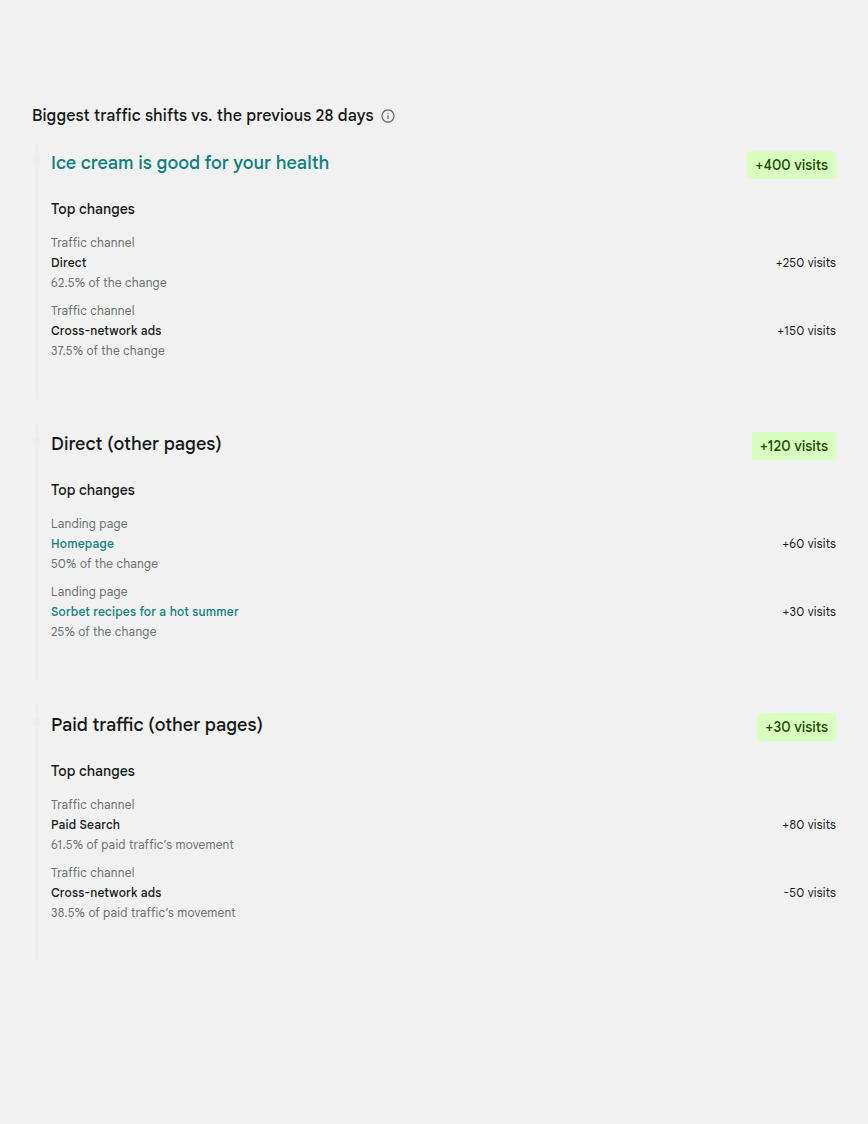 Biggest traffic shifts vs. the previous 28 days
Ice cream is good for your health
+400 visits
Top changes
Traffic channel
Direct
+250 visits
62.5% of the change
Traffic channel
Cross-network ads
+150 visits
37.5% of the change
Direct (other pages)
+120 visits
Top changes
Landing page
Homepage
+60 visits
50% of the change
Landing page
Sorbet recipes for a hot summer
+30 visits
25% of the change
Paid traffic (other pages)
+30 visits
Top changes
Traffic channel
Paid Search
+80 visits
61.5% of paid traffic’s movement
Traffic channel
Cross-network ads
-50 visits
38.5% of paid traffic’s movement